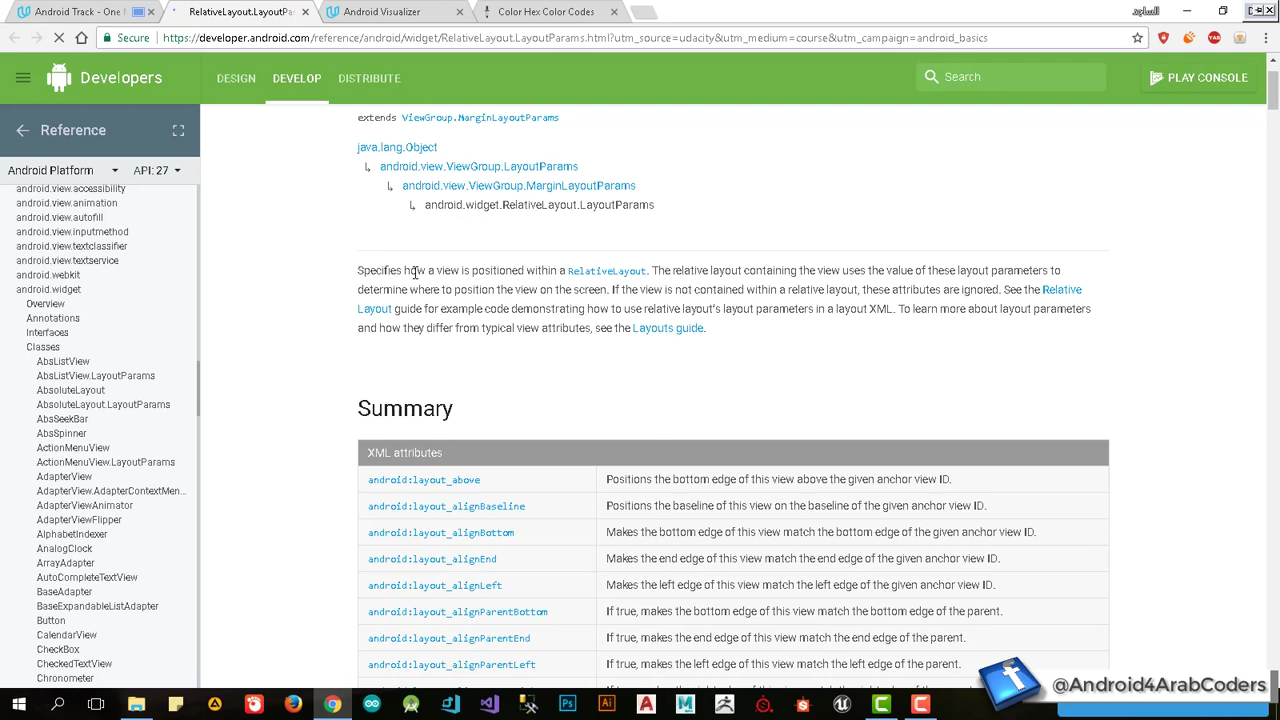 Android Track - One M
RelativeLayout.LayoutPara
Android Visualizer
Color Hex Color Codes
Secure
https://developer.android.com/reference/android/widget/RelativeLayout.LayoutParams.html?utm_source=udacity&utm_medium=course&utm_campaign=android_basics
Developers
DESIGN
DEVELOP
DISTRIBUTE
Search
PLAY CONSOLE
Reference
Android Platform
API: 27
android.view.accessibility
android.view.animation
android.view.autofill
android.view.inputmethod
android.view.textclassifier
android.view.textservice
android.webkit
android.widget
Overview
Annotations
Interfaces
Classes
AbsListView
AbsListView.LayoutParams
AbsoluteLayout
AbsoluteLayout.LayoutParams
AbsSeekBar
AbsSpinner
ActionMenuView
ActionMenuView.LayoutParams
AdapterView
AdapterView.AdapterContextMen...
AdapterViewAnimator
AdapterViewFlipper
AlphabetIndexer
AnalogClock
ArrayAdapter
AutoCompleteTextView
BaseAdapter
BaseExpandableListAdapter
Button
CalendarView
CheckBox
CheckedTextView
Chronometer
extends ViewGroup.MarginLayoutParams
java.lang.Object
↳ android.view.ViewGroup.LayoutParams
↳ android.view.ViewGroup.MarginLayoutParams
↳ android.widget.RelativeLayout.LayoutParams
Specifies how a view is positioned within a RelativeLayout. The relative layout containing the view uses the value of these layout parameters to
determine where to position the view on the screen. If the view is not contained within a relative layout, these attributes are ignored. See the Relative
Layout guide for example code demonstrating how to use relative layout's layout parameters in a layout XML. To learn more about layout parameters
and how they differ from typical view attributes, see the Layouts guide.
Summary
XML attributes
android:layout_above Positions the bottom edge of this view above the given anchor view ID.
android:layout_alignBaseline Positions the baseline of this view on the baseline of the given anchor view ID.
android:layout_alignBottom Makes the bottom edge of this view match the bottom edge of the given anchor view ID.
android:layout_alignEnd Makes the end edge of this view match the end edge of the given anchor view ID.
android:layout_alignLeft Makes the left edge of this view match the left edge of the given anchor view ID.
android:layout_alignParentBottom If true, makes the bottom edge of this view match the bottom edge of the parent.
android:layout_alignParentEnd If true, makes the end edge of this view match the end edge of the parent.
android:layout_alignParentLeft If true, makes the left edge of this view match the left edge of the parent.
@Android4ArabCoders